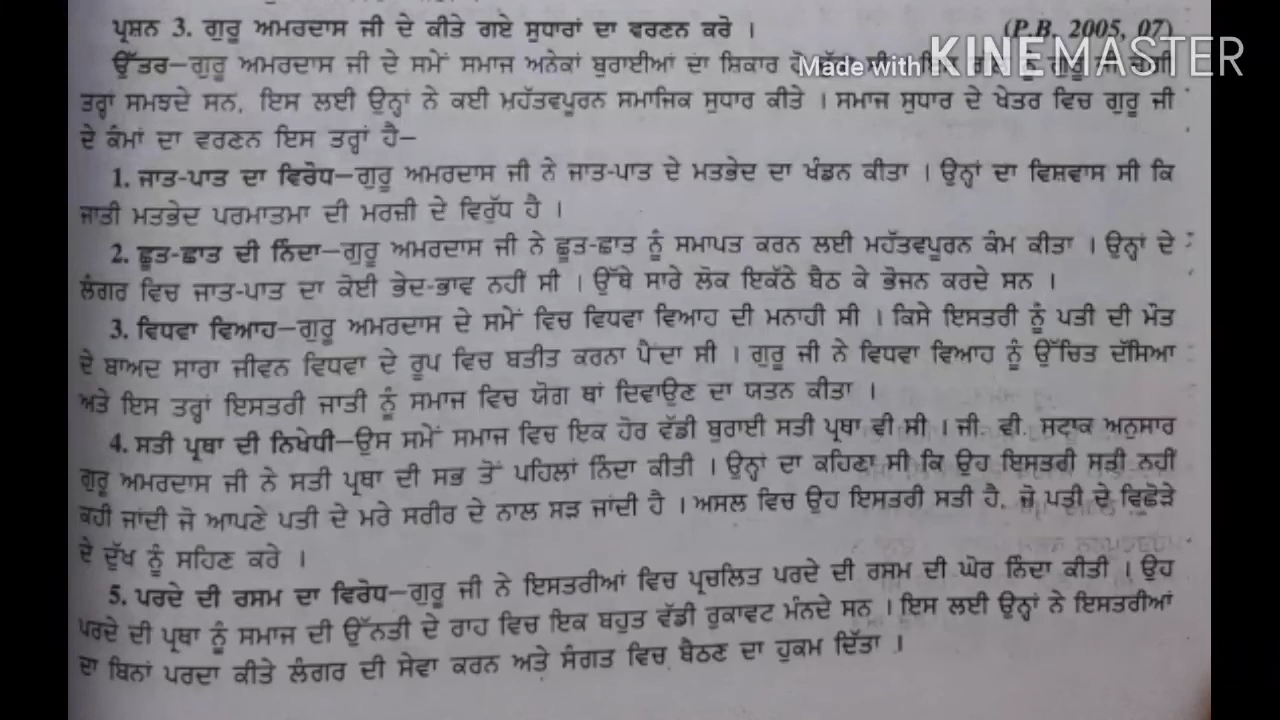 ਪ੍ਰਸ਼ਨ 3. ਗੁਰੂ ਅਮਰਦਾਸ ਜੀ ਦੇ ਕੀਤੇ ਗਏ ਸੁਧਾਰਾਂ ਦਾ ਵਰਣਨ ਕਰੋ । (P.B. 2005, 07)
ਉੱਤਰ—ਗੁਰੂ ਅਮਰਦਾਸ ਜੀ ਦੇ ਸਮੇਂ ਸਮਾਜ ਅਨੇਕਾਂ ਬੁਰਾਈਆਂ ਦਾ ਸ਼ਿਕਾਰ
Made with KINEMASTER
ਤਰ੍ਹਾਂ ਸਮਝਦੇ ਸਨ, ਇਸ ਲਈ ਉਨ੍ਹਾਂ ਨੇ ਕਈ ਮਹੱਤਵਪੂਰਨ ਸਮਾਜਿਕ ਸੁਧਾਰ ਕੀਤੇ । ਸਮਾਜ ਸੁਧਾਰ ਦੇ ਖੇਤਰ ਵਿਚ ਗੁਰੂ ਜੀ
ਦੇ ਕੰਮਾਂ ਦਾ ਵਰਣਨ ਇਸ ਤਰ੍ਹਾਂ ਹੈ—
1. ਜਾਤ-ਪਾਤ ਦਾ ਵਿਰੋਧ—ਗੁਰੂ ਅਮਰਦਾਸ ਜੀ ਨੇ ਜਾਤ-ਪਾਤ ਦੇ ਮਤਭੇਦ ਦਾ ਖੰਡਨ ਕੀਤਾ । ਉਨ੍ਹਾਂ ਦਾ ਵਿਸ਼ਵਾਸ ਸੀ ਕਿ
ਜਾਤੀ ਮਤਭੇਦ ਪਰਮਾਤਮਾ ਦੀ ਮਰਜ਼ੀ ਦੇ ਵਿਰੁੱਧ ਹੈ ।
2. ਛੂਤ-ਛਾਤ ਦੀ ਨਿੰਦਾ—ਗੁਰੂ ਅਮਰਦਾਸ ਜੀ ਨੇ ਛੂਤ-ਛਾਤ ਨੂੰ ਸਮਾਪਤ ਕਰਨ ਲਈ ਮਹੱਤਵਪੂਰਨ ਕੰਮ ਕੀਤਾ । ਉਨ੍ਹਾਂ ਦੇ
ਲੰਗਰ ਵਿਚ ਜਾਤ-ਪਾਤ ਦਾ ਕੋਈ ਭੇਦ-ਭਾਵ ਨਹੀਂ ਸੀ । ਉੱਥੇ ਸਾਰੇ ਲੋਕ ਇਕੱਠੇ ਬੈਠ ਕੇ ਭੋਜਨ ਕਰਦੇ ਸਨ ।
3. ਵਿਧਵਾ ਵਿਆਹ—ਗੁਰੂ ਅਮਰਦਾਸ ਦੇ ਸਮੇਂ ਵਿਚ ਵਿਧਵਾ ਵਿਆਹ ਦੀ ਮਨਾਹੀ ਸੀ । ਕਿਸੇ ਇਸਤਰੀ ਨੂੰ ਪਤੀ ਦੀ ਮੌਤ
ਦੇ ਬਾਅਦ ਸਾਰਾ ਜੀਵਨ ਵਿਧਵਾ ਦੇ ਰੂਪ ਵਿਚ ਬਤੀਤ ਕਰਨਾ ਪੈਂਦਾ ਸੀ । ਗੁਰੂ ਜੀ ਨੇ ਵਿਧਵਾ ਵਿਆਹ ਨੂੰ ਉੱਚਿਤ ਦੱਸਿਆ
ਅਤੇ ਇਸ ਤਰ੍ਹਾਂ ਇਸਤਰੀ ਜਾਤੀ ਨੂੰ ਸਮਾਜ ਵਿਚ ਯੋਗ ਥਾਂ ਦਿਵਾਉਣ ਦਾ ਯਤਨ ਕੀਤਾ ।
4. ਸਤੀ ਪ੍ਰਥਾ ਦੀ ਨਿਖੇਧੀ—ਉਸ ਸਮੇਂ ਸਮਾਜ ਵਿਚ ਇਕ ਹੋਰ ਵੱਡੀ ਬੁਰਾਈ ਸਤੀ ਪ੍ਰਥਾ ਵੀ ਸੀ । ਜੀ. ਵੀ. ਸਟਾਕ ਅਨੁਸਾਰ
ਗੁਰੂ ਅਮਰਦਾਸ ਜੀ ਨੇ ਸਤੀ ਪ੍ਰਥਾ ਦੀ ਸਭ ਤੋਂ ਪਹਿਲਾਂ ਨਿੰਦਾ ਕੀਤੀ । ਉਨ੍ਹਾਂ ਦਾ ਕਹਿਣਾ ਸੀ ਕਿ ਉਹ ਇਸਤਰੀ ਸਤੀ ਨਹੀਂ
ਕਹੀ ਜਾਂਦੀ ਜੋ ਆਪਣੇ ਪਤੀ ਦੇ ਮਰੇ ਸਰੀਰ ਦੇ ਨਾਲ ਸੜ ਜਾਂਦੀ ਹੈ । ਅਸਲ ਵਿਚ ਉਹ ਇਸਤਰੀ ਸਤੀ ਹੈ, ਜੋ ਪਤੀ ਦੇ ਵਿਛੋੜੇ
ਦੇ ਦੁੱਖ ਨੂੰ ਸਹਿਣ ਕਰੇ ।
5. ਪਰਦੇ ਦੀ ਰਸਮ ਦਾ ਵਿਰੋਧ—ਗੁਰੂ ਜੀ ਨੇ ਇਸਤਰੀਆਂ ਵਿਚ ਪ੍ਰਚਲਿਤ ਪਰਦੇ ਦੀ ਰਸਮ ਦੀ ਘੋਰ ਨਿੰਦਾ ਕੀਤੀ । ਉਹ
ਪਰਦੇ ਦੀ ਪ੍ਰਥਾ ਨੂੰ ਸਮਾਜ ਦੀ ਉੱਨਤੀ ਦੇ ਰਾਹ ਵਿਚ ਇਕ ਬਹੁਤ ਵੱਡੀ ਰੁਕਾਵਟ ਮੰਨਦੇ ਸਨ । ਇਸ ਲਈ ਉਨ੍ਹਾਂ ਨੇ ਇਸਤਰੀਆਂ
ਦਾ ਬਿਨਾਂ ਪਰਦਾ ਕੀਤੇ ਲੰਗਰ ਦੀ ਸੇਵਾ ਕਰਨ ਅਤੇ ਸੰਗਤ ਵਿਚ ਬੈਠਣ ਦਾ ਹੁਕਮ ਦਿੱਤਾ ।